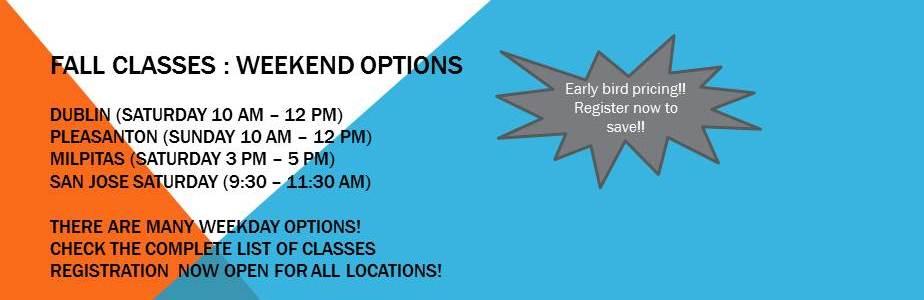 FALL CLASSES : WEEKEND OPTIONS
DUBLIN (SATURDAY 10 AM – 12 PM)
PLEASANTON (SUNDAY 10 AM – 12 PM)
MILPITAS (SATURDAY 3 PM – 5 PM)
SAN JOSE SATURDAY (9:30 – 11:30 AM)
THERE ARE MANY WEEKDAY OPTIONS!
CHECK THE COMPLETE LIST OF CLASSES
REGISTRATION  NOW OPEN FOR ALL LOCATIONS!
Early bird pricing!!
Register now to
save!!